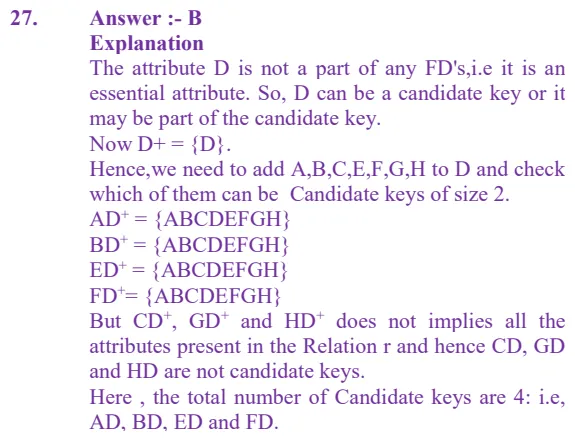 27. Answer :- B
Explanation
The attribute D is not a part of any FD's,i.e it is an
essential attribute. So, D can be a candidate key or it
may be part of the candidate key.
Now D+ = {D}.
Hence,we need to add A,B,C,E,F,G,H to D and check
which of them can be Candidate keys of size 2.
AD⁺ = {ABCDEFGH}
BD⁺ = {ABCDEFGH}
ED⁺ = {ABCDEFGH}
FD⁺= {ABCDEFGH}
But CD⁺, GD⁺ and HD⁺ does not implies all the
attributes present in the Relation r and hence CD, GD
and HD are not candidate keys.
Here , the total number of Candidate keys are 4: i.e,
AD, BD, ED and FD.